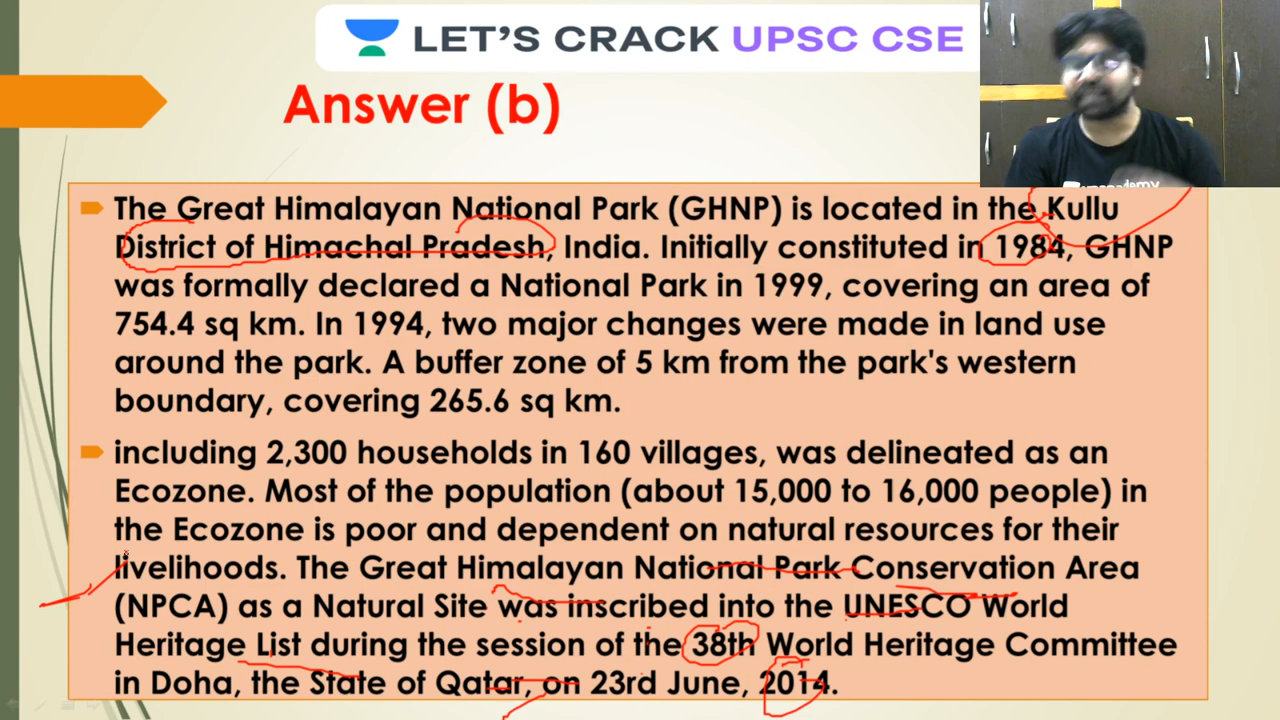 LET'S CRACK UPSC CSE
Answer (b)
The Great Himalayan National Park (GHNP) is located in the Kullu
District of Himachal Pradesh, India. Initially constituted in 1984, GHNP
was formally declared a National Park in 1999, covering an area of
754.4 sq km. In 1994, two major changes were made in land use
around the park. A buffer zone of 5 km from the park's western
boundary, covering 265.6 sq km.
including 2,300 households in 160 villages, was delineated as an
Ecozone. Most of the population (about 15,000 to 16,000 people) in
the Ecozone is poor and dependent on natural resources for their
livelihoods. The Great Himalayan National Park Conservation Area
(NPCA) as a Natural Site was inscribed into the UNESCO World
Heritage List during the session of the 38th World Heritage Committee
in Doha, the State of Qatar, on 23rd June, 2014.